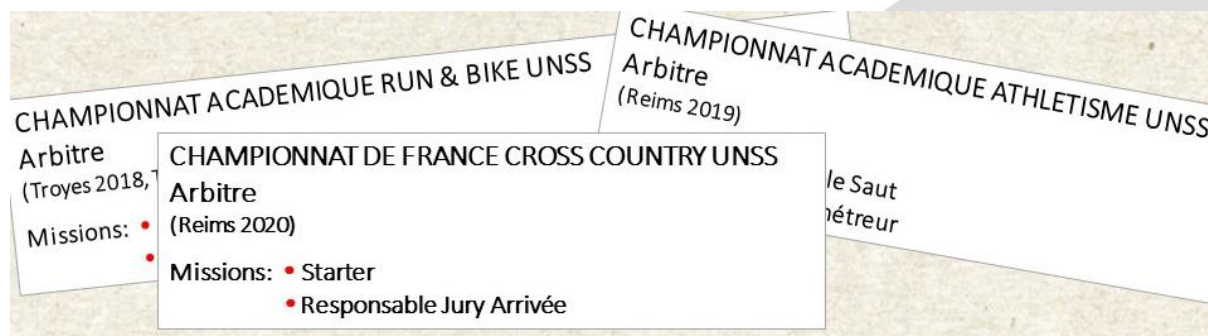 CHAMPIONNAT ACADEMIQUE RUN & BIKE UNSS
Arbitre
(Troyes 2018,
Missions: •
•
CHAMPIONNAT DE FRANCE CROSS COUNTRY UNSS
Arbitre
(Reims 2020)
Missions: • Starter
• Responsable Jury Arrivée
CHAMPIONNAT ACADEMIQUE ATHLETISME UNSS
Arbitre
(Reims 2019)
le Saut